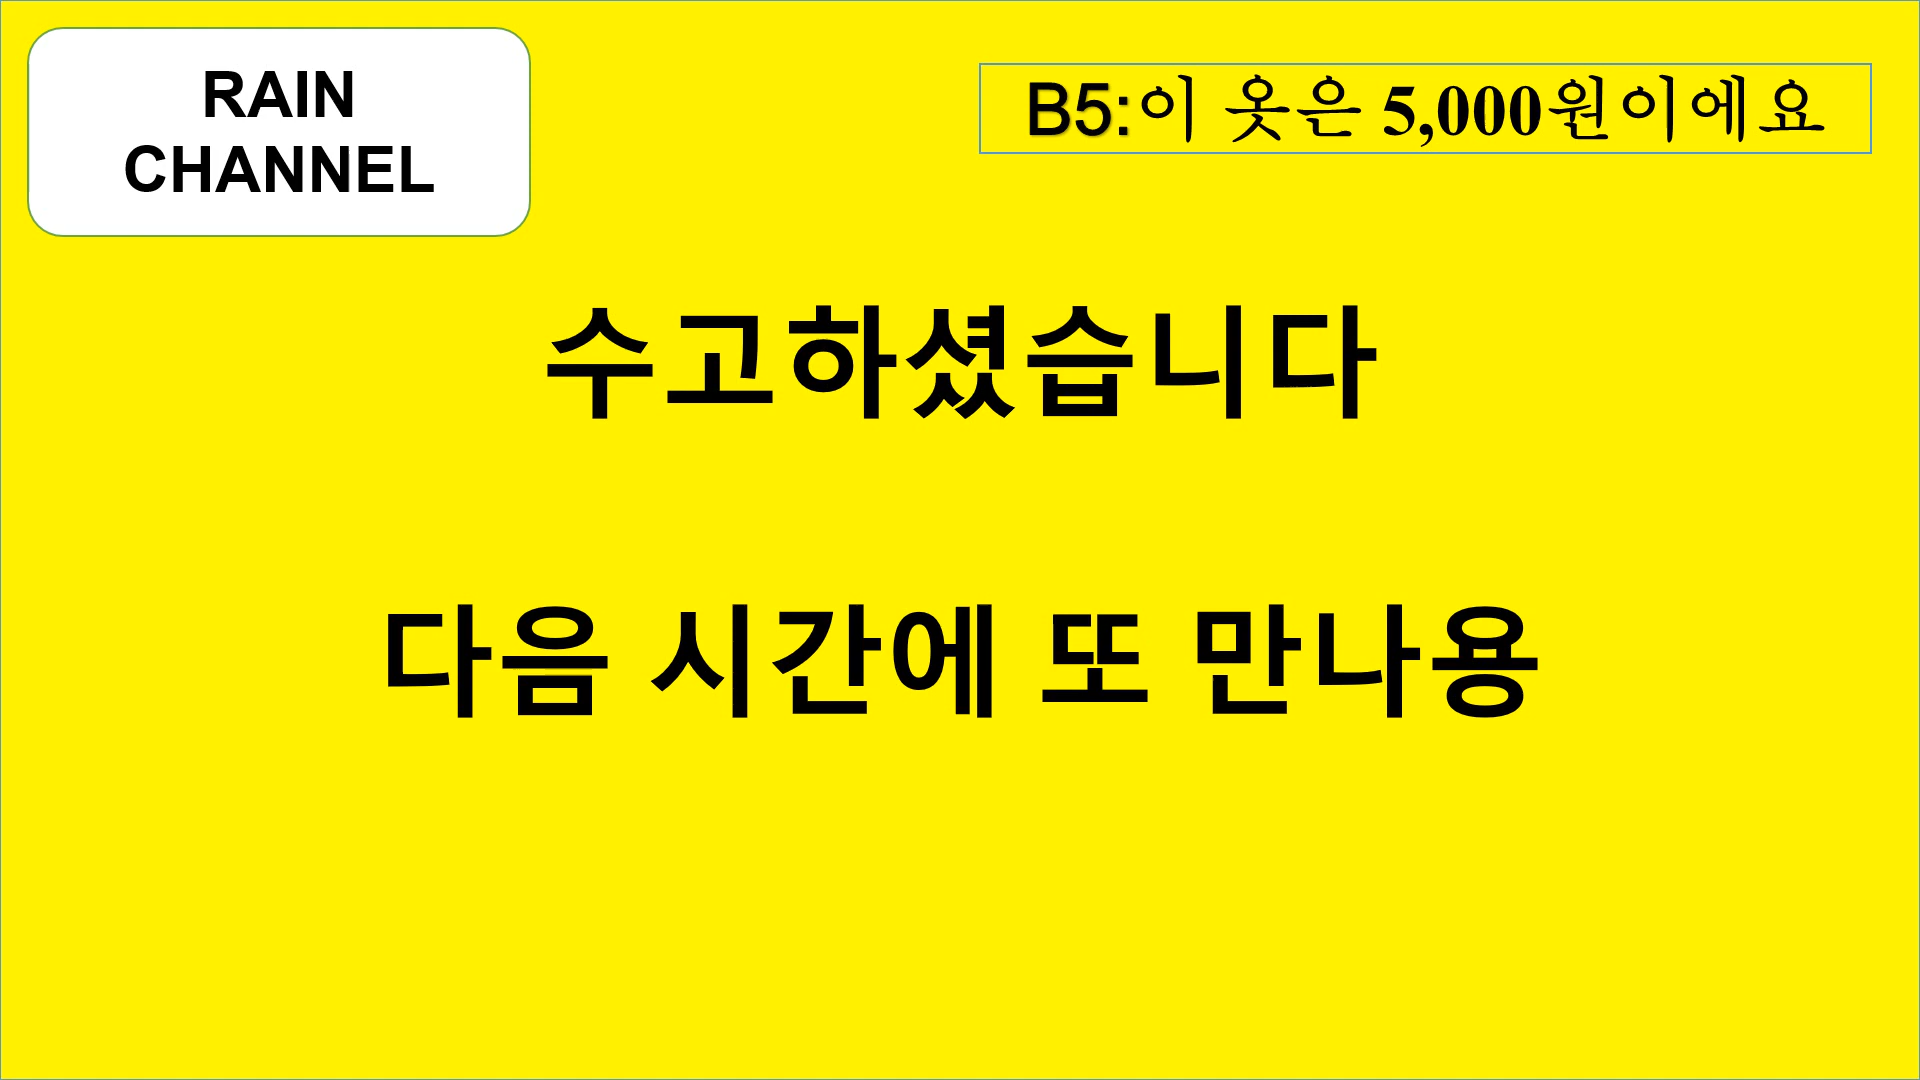 RAIN
CHANNEL
B5:이 옷은 5,000원이에요
수고하셨습니다
다음 시간에 또 만나용